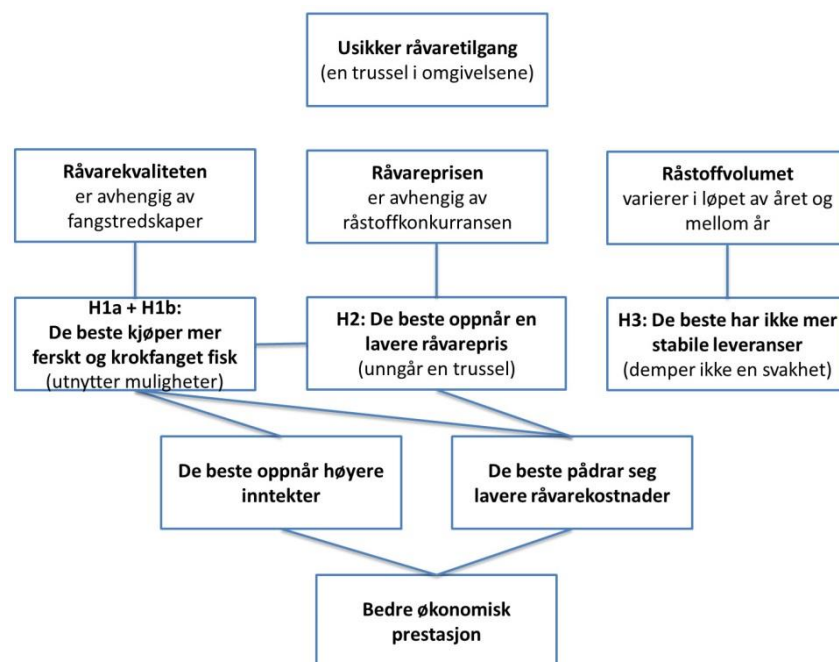 Usikker råvaretilgang
(en trussel i omgivelsene)
Råvarekvaliteten
er avhengig av
fangstredskaper
Råvareprisen
er avhengig av
råstoffkonkurransen
Råstoffvolumet
varierer i løpet av året og
mellom år
H1a + H1b:
De beste kjøper mer
ferskt og krokfanget fisk
(utnytter muligheter)
H2: De beste oppnår en
lavere råvarepris
(unngår en trussel)
H3: De beste har ikke mer
stabile leveranser
(demper ikke en svakhet)
De beste oppnår høyere
inntekter
De beste pådrar seg
lavere råvarekostnader
Bedre økonomisk
prestasjon